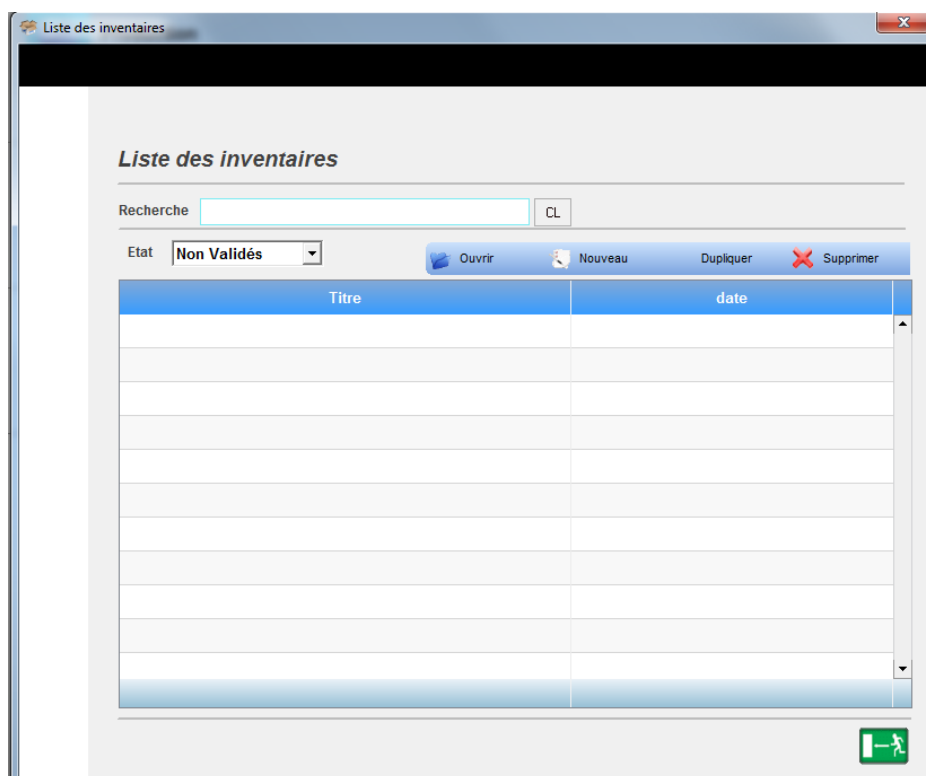 Liste des inventaires
Liste des inventaires
Recherche CL
Etat Non Validés Ouvrir Nouveau Dupliquer Supprimer
Titre date